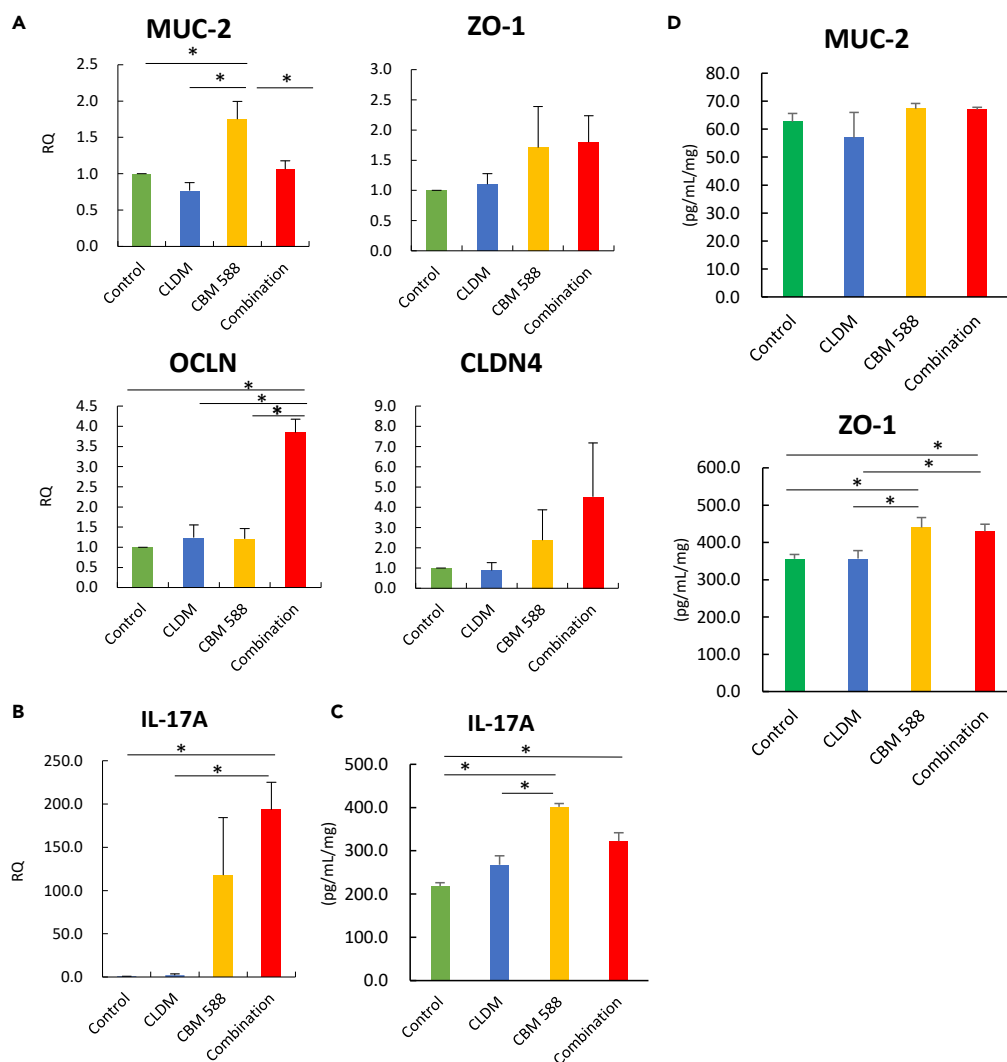 A
MUC-2
*
*
*
RQ
2.5
2.0
1.5
1.0
0.5
0.0
Control
CLDM
CBM 588
Combination
ZO-1
3.0
2.5
2.0
1.5
1.0
0.5
0.0
Control
CLDM
CBM 588
Combination
OCLN
*
*
*
RQ
4.5
4.0
3.5
3.0
2.5
2.0
1.5
1.0
0.5
0.0
Control
CLDM
CBM 588
Combination
CLDN4
9.0
8.0
7.0
6.0
5.0
4.0
3.0
2.0
1.0
0.0
Control
CLDM
CBM 588
Combination
B
IL-17A
*
*
RQ
250.0
200.0
150.0
100.0
50.0
0.0
Control
CLDM
CBM 588
Combination
C
IL-17A
*
*
*
(pg/mL/mg)
500.0
400.0
300.0
200.0
100.0
0.0
Control
CLDM
CBM 588
Combination
D
MUC-2
(pg/mL/mg)
80.0
70.0
60.0
50.0
40.0
30.0
20.0
10.0
0.0
Control
CLDM
CBM 588
Combination
ZO-1
*
*
*
*
(pg/mL/mg)
600.0
500.0
400.0
300.0
200.0
100.0
0.0
Control
CLDM
CBM 588
Combination